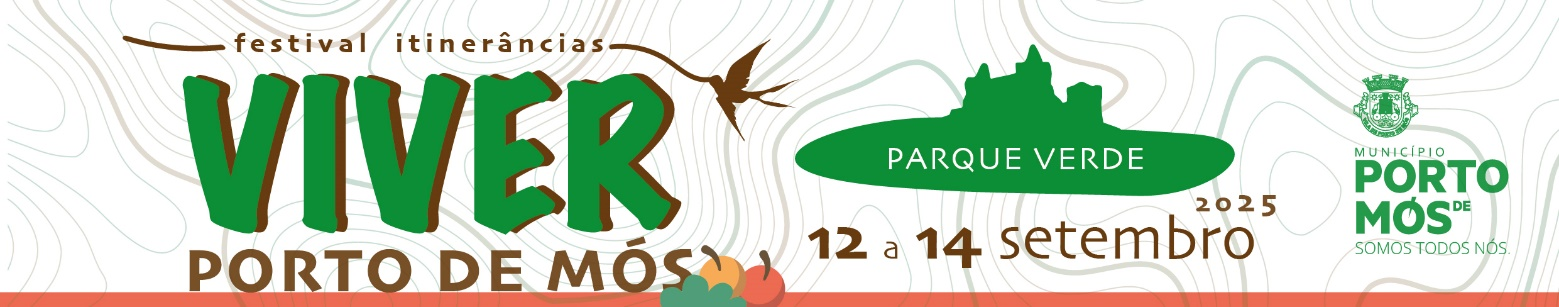 festival itinerâncias
VIVER
PORTO DE MÓS
PARQUE VERDE
2025
12 a 14 setembro
MUNICÍPIO
PORTO
MÓS DE
SOMOS TODOS NÓS.